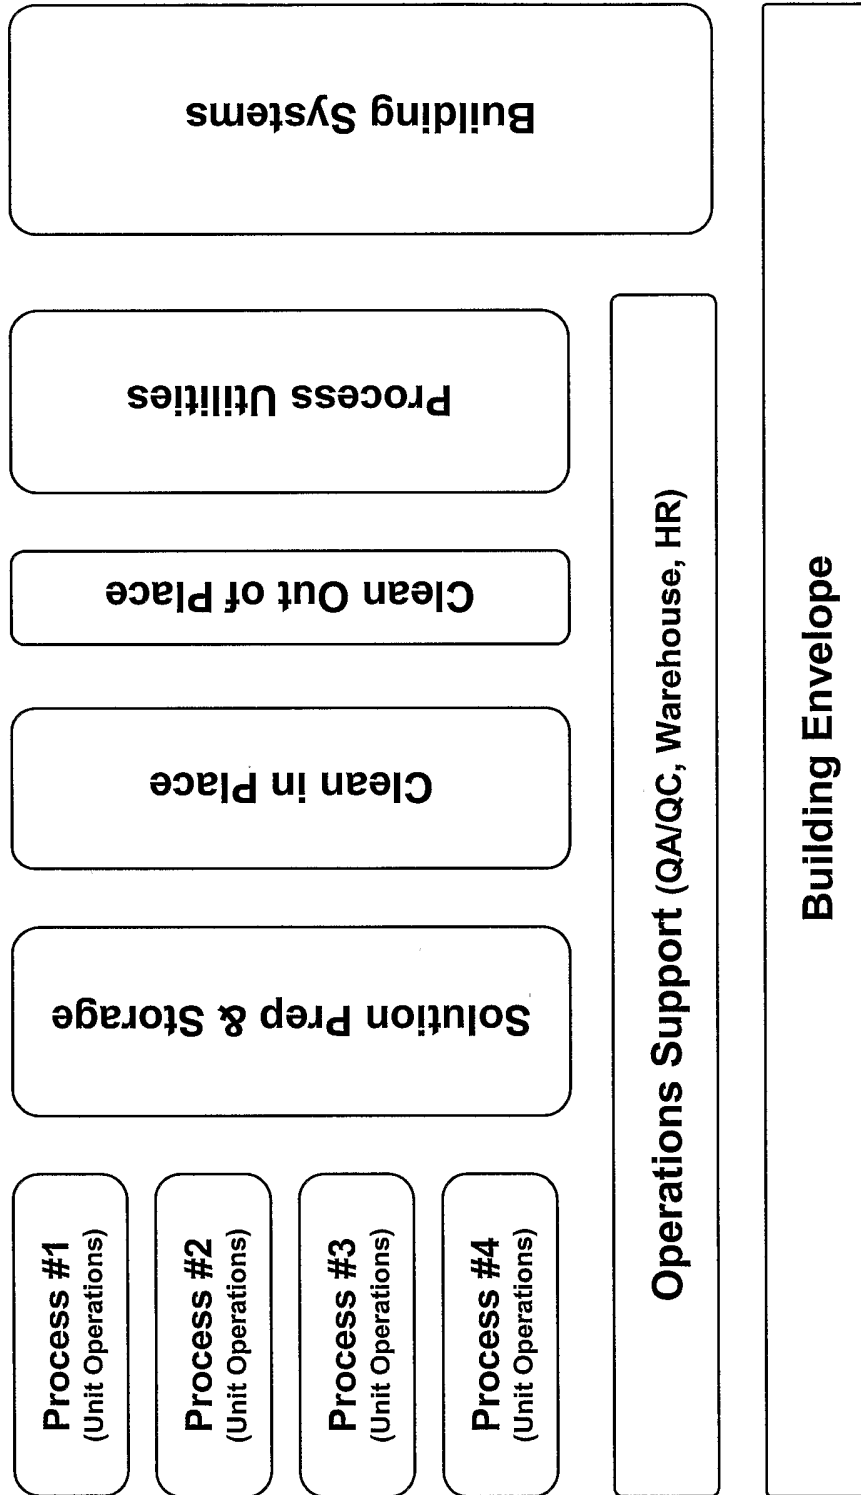 Process #1
(Unit Operations)
Process #2
(Unit Operations)
Process #3
(Unit Operations)
Process #4
(Unit Operations)
Solution Prep & Storage
Clean in Place
Clean Out of Place
Process Utilities
Building Systems
Operations Support (QA/QC, Warehouse, HR)
Building Envelope